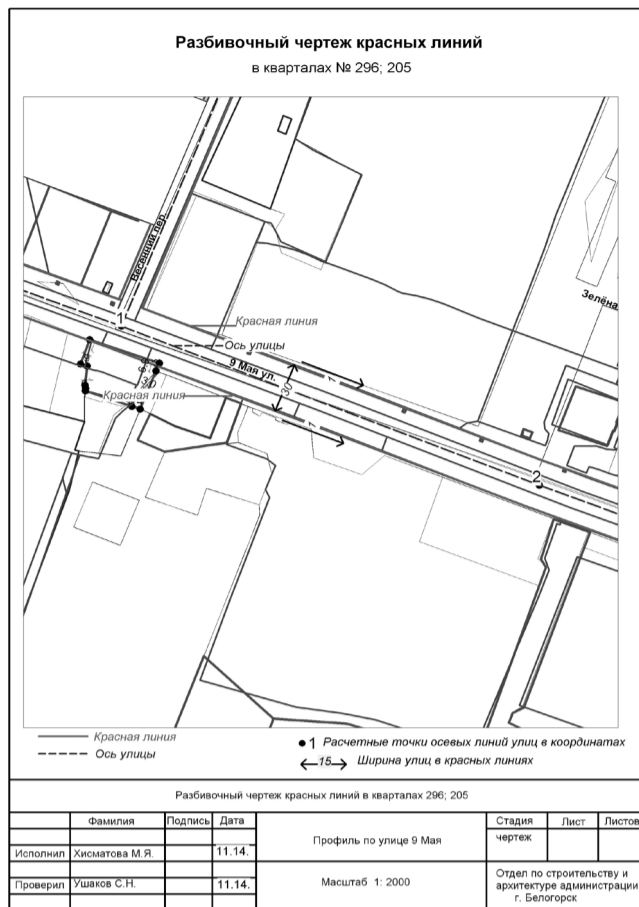 Разбивочный чертеж красных линий
в кварталах № 296; 205
Весенний пер.
1
Красная линия
Зелёна
Ось улицы
9 Мая ул.
1
30
Красная линия
1
2
Красная линия
Ось улицы
1 Расчетные точки осевых линий улиц в координатах
15 Ширина улиц в красных линиях
Разбивочный чертеж красных линий в кварталах 296; 205
Фамилия Подпись Дата
Исполнил Хисматова М.Я. 11.14.
Проверил Ушаков С.Н. 11.14.
Профиль по улице 9 Мая
Масштаб 1: 2000
Стадия Лист Листов
чертеж
Отдел по строительству и
архитектуре администрации
г. Белогорск